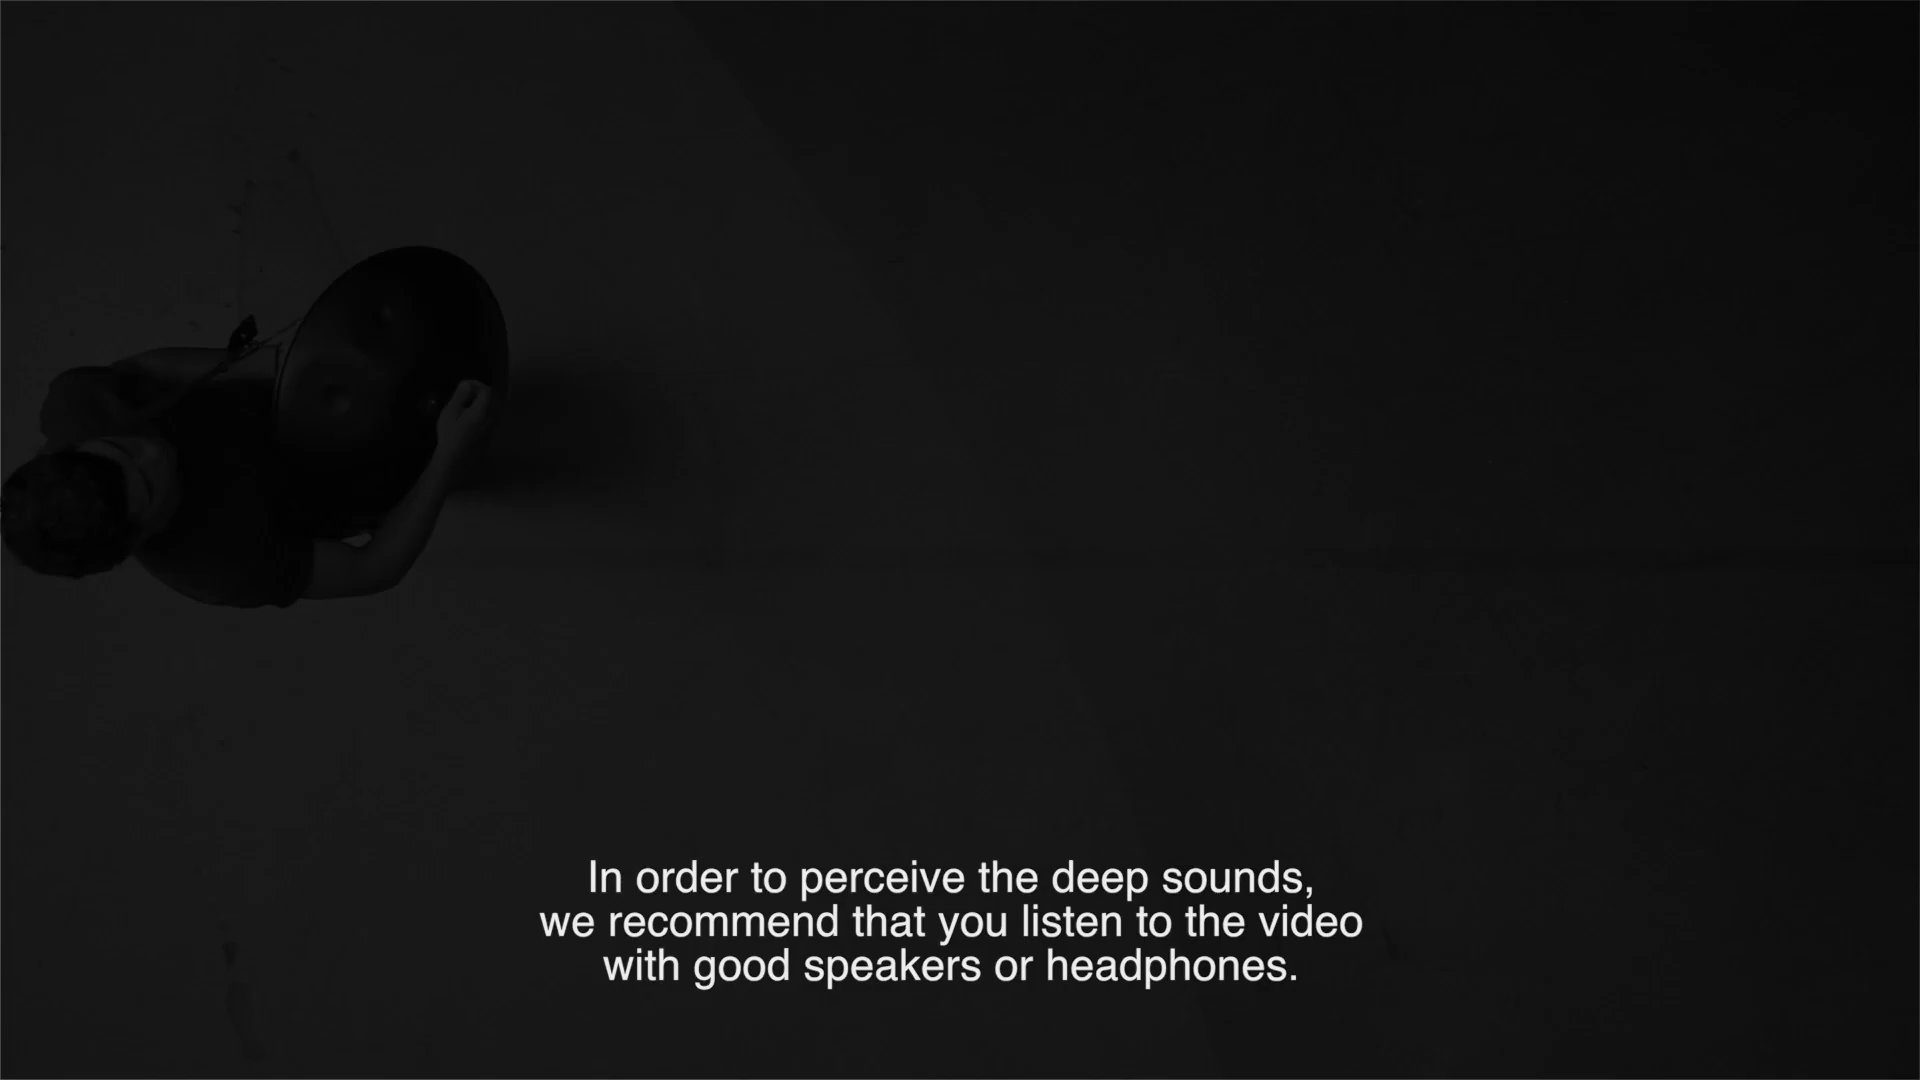 In order to perceive the deep sounds,
we recommend that you listen to the video
with good speakers or headphones.